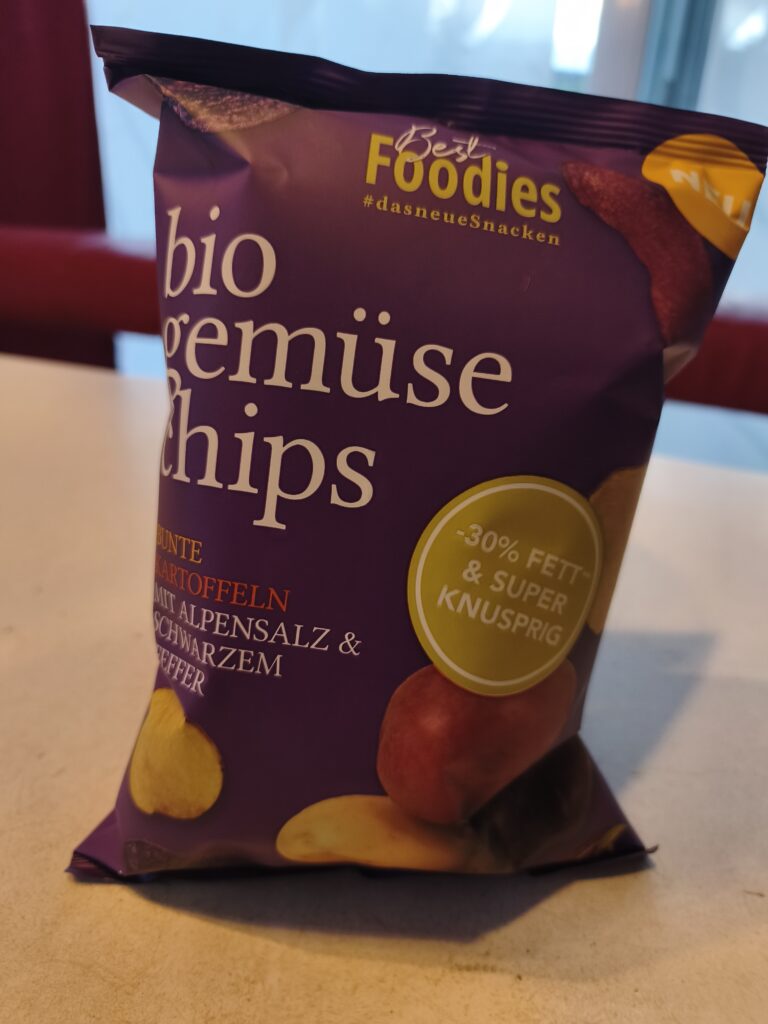 Best
Foodies
#dasneueSnacken
NEU
bio
gemüse
chips
BUNTE
KARTOFFELN
MIT ALPENSALZ &
SCHWARZEM
PFEFFER
-30% FETT
& SUPER
KNUSPRIG